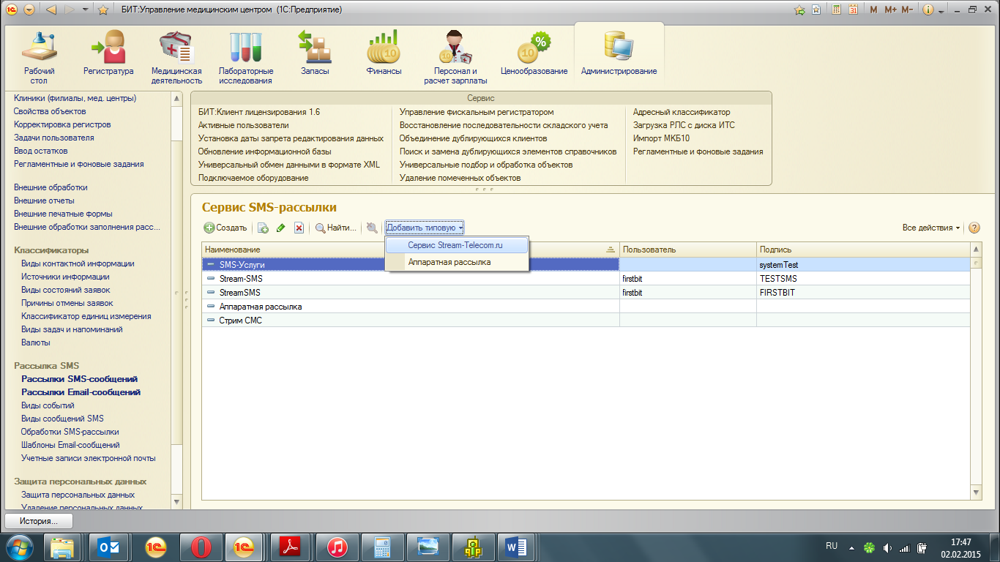 БИТ:Управление медицинским центром (1С:Предприятие)
M M+ M-
Рабочий стол
Регистратура
Медицинская деятельность
Лабораторные исследования
Запасы
Финансы
Персонал и расчет зарплаты
Ценообразование
Администрирование
Клиники (филиалы, мед. центры)
Свойства объектов
Корректировка регистров
Задачи пользователя
Ввод остатков
Регламентные и фоновые задания
Внешние обработки
Внешние отчеты
Внешние печатные формы
Внешние обработки заполнения расс...
Классификаторы
Виды контактной информации
Источники информации
Виды состояний заявок
Причины отмены заявок
Классификатор единиц измерения
Виды задач и напоминаний
Валюты
Рассылка SMS
Рассылки SMS-сообщений
Рассылки Email-сообщений
Виды событий
Виды сообщений SMS
Обработки SMS-рассылки
Шаблоны Email-сообщений
Учетные записи электронной почты
Защита персональных данных
Защита персональных данных
Удаление персональных данных
Сервис
БИТ:Клиент лицензирования 1.6
Активные пользователи
Установка даты запрета редактирования данных
Обновление информационной базы
Универсальный обмен данными в формате XML
Подключаемое оборудование
Управление фискальным регистратором
Восстановление последовательности складского учета
Объединение дублирующихся клиентов
Поиск и замена дублирующихся элементов справочников
Универсальные подбор и обработка объектов
Удаление помеченных объектов
Адресный классификатор
Загрузка РЛС с диска ИТС
Импорт МКБ10
Регламентные и фоновые задания
Сервис SMS-рассылки
Создать Найти... Добавить типовую Все действия
Сервис Stream-Telecom.ru
Аппаратная рассылка
Наименование Пользователь Подпись
SMS-Услуги systemTest
Stream-SMS firstbit TESTSMS
StreamSMS firstbit FIRSTBIT
Аппаратная рассылка
Стрим СМС
История...
RU
17:47
02.02.2015